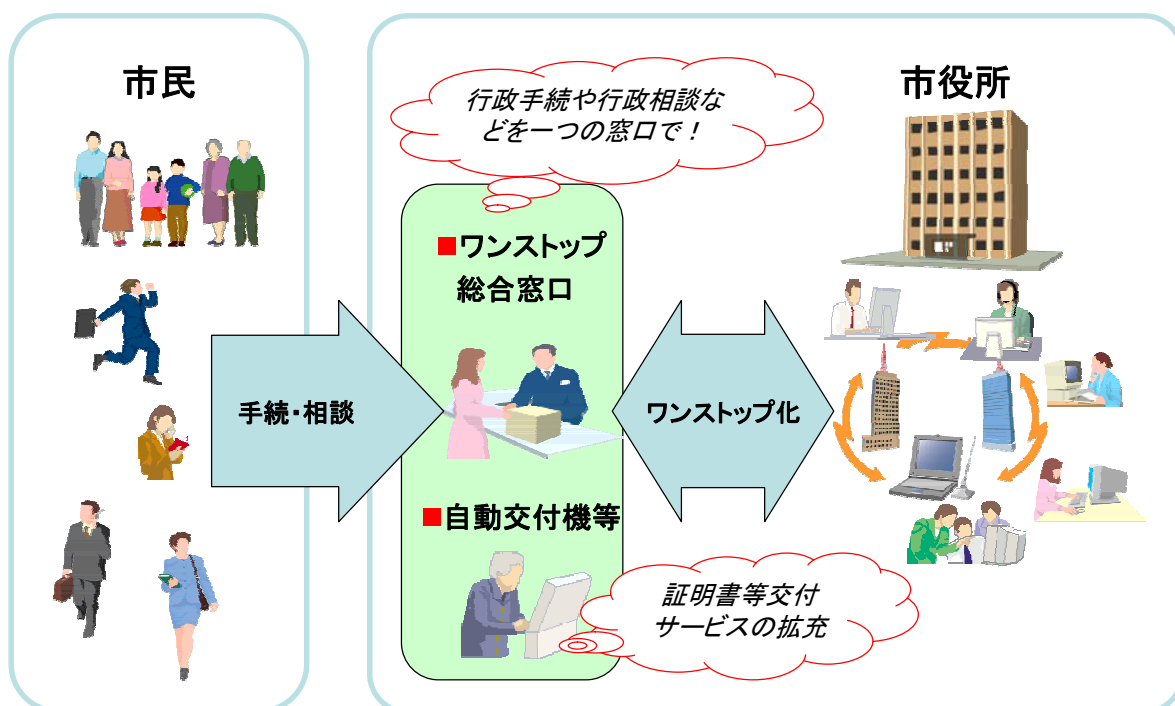 市民
市役所
行政手続や行政相談な
どを一つの窓口で！
■ワンストップ
総合窓口
手続・相談
ワンストップ化
■自動交付機等
証明書等交付
サービスの拡充